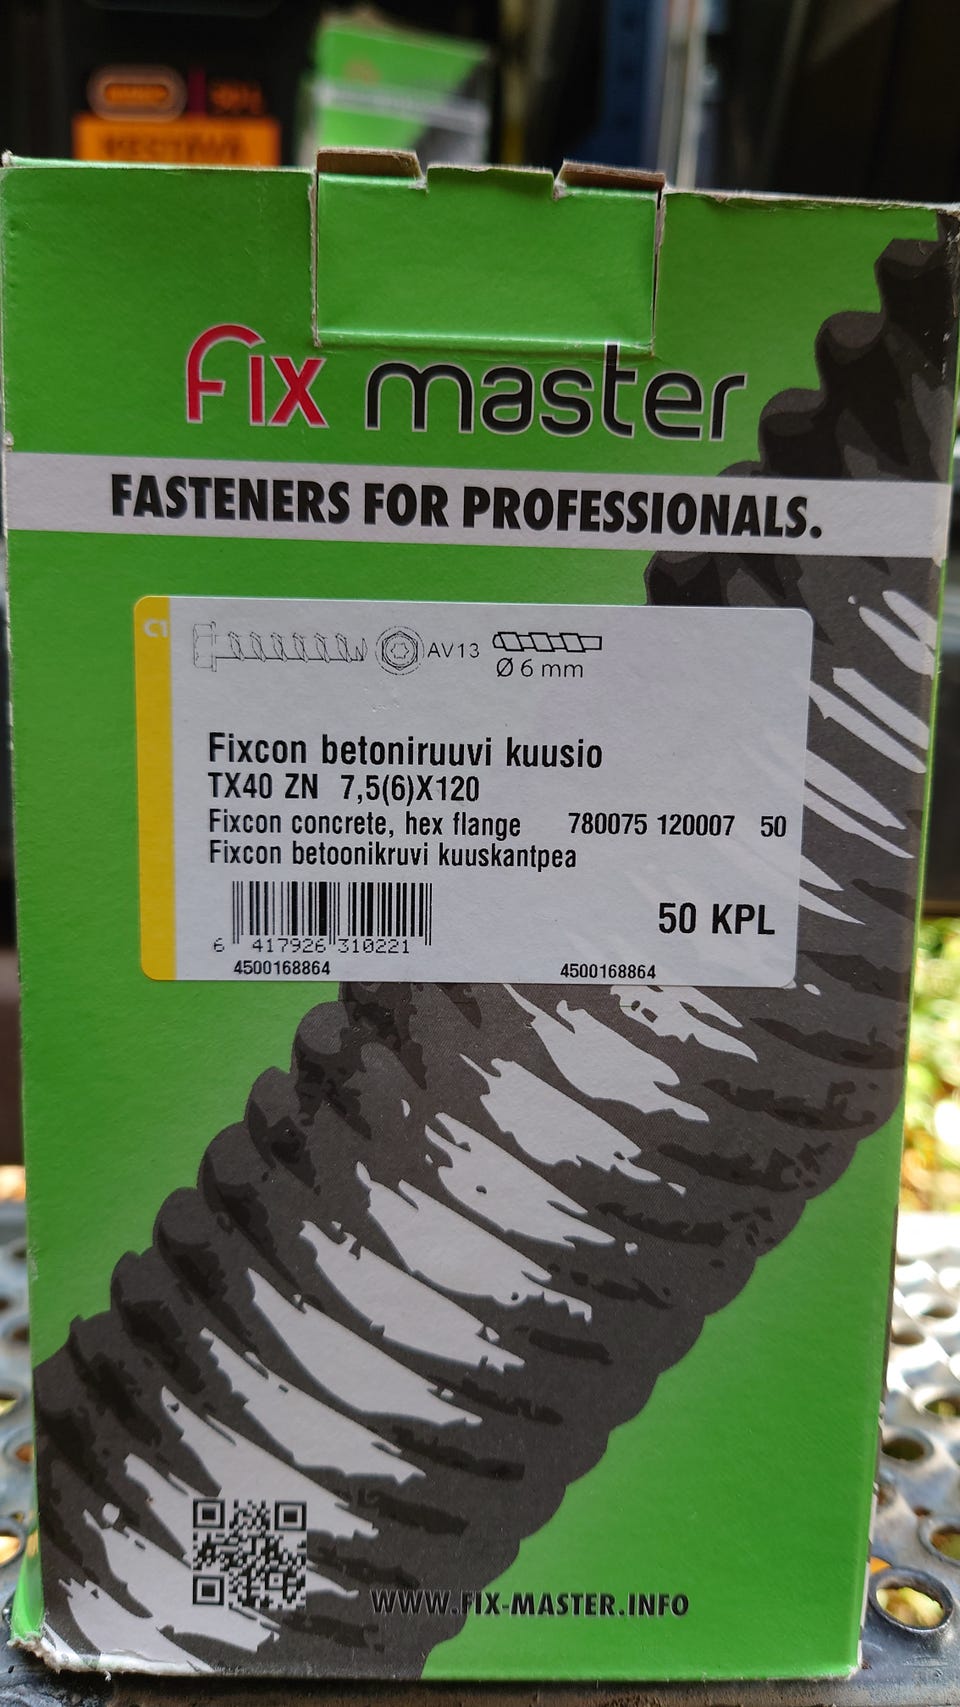 Fix master
FASTENERS FOR PROFESSIONALS.
C1
AV13
Ø 6 mm
Fixcon betoniruuvi kuusio
TX40 ZN 7,5(6)X120
Fixcon concrete, hex flange 780075 120007 50
Fixcon betoonikruvi kuuskantpea
50 KPL
6 417926 310221
4500168864 4500168864
WWW.FIX-MASTER.INFO